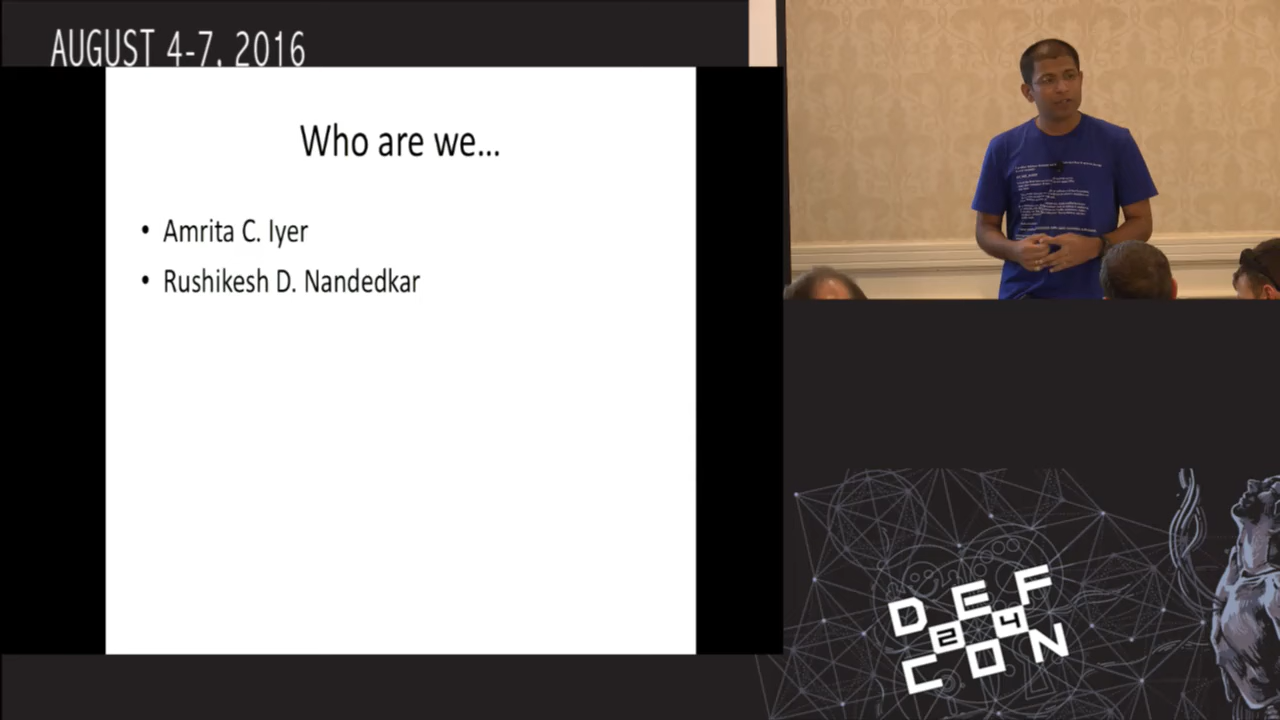 AUGUST 4-7, 2016
Who are we...
• Amrita C. Iyer
• Rushikesh D. Nandedkar
DEF
24
CON